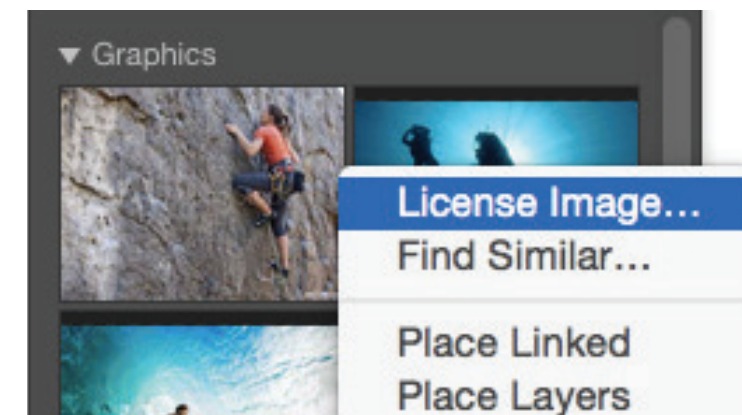 Graphics
License Image...
Find Similar...
Place Linked
Place Layers